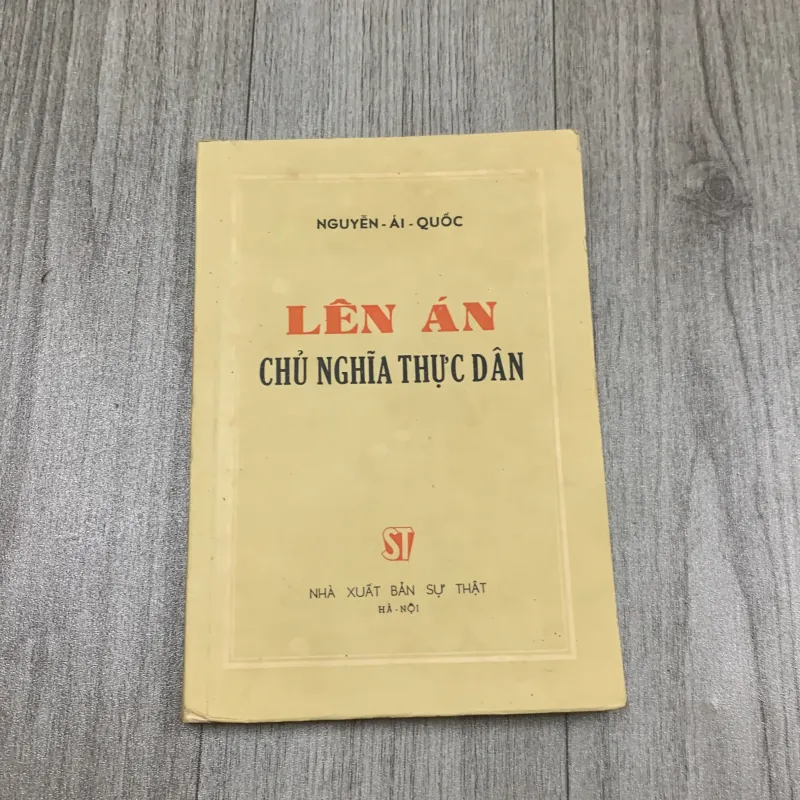 NGUYỄN - ÁI - QUỐC
LÊN ÁN
CHỦ NGHĨA THỰC DÂN
ST
NHÀ XUẤT BẢN SỰ THẬT
HÀ - NỘI